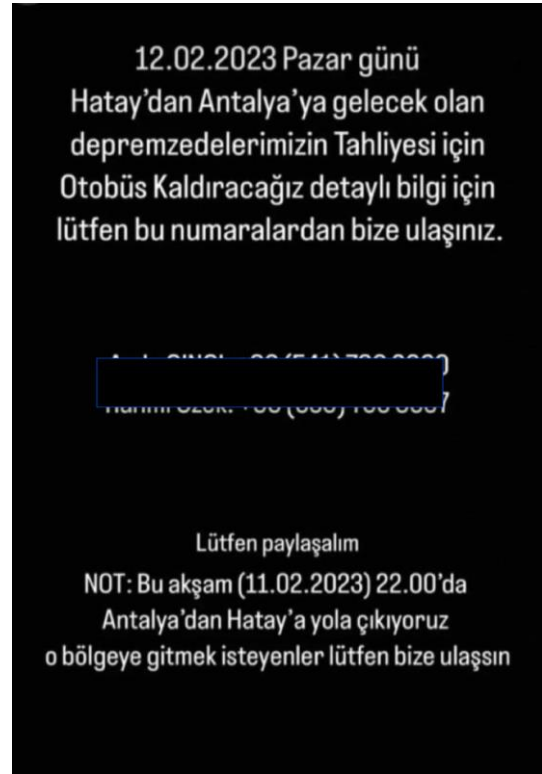 12.02.2023 Pazar günü
Hatay'dan Antalya'ya gelecek olan
depremzedelerimizin Tahliyesi için
Otobüs Kaldıracağız detaylı bilgi için
lütfen bu numaralardan bize ulaşınız.
Lütfen paylaşalım
NOT: Bu akşam (11.02.2023) 22.00'da
Antalya'dan Hatay'a yola çıkıyoruz
o bölgeye gitmek isteyenler lütfen bize ulaşsın